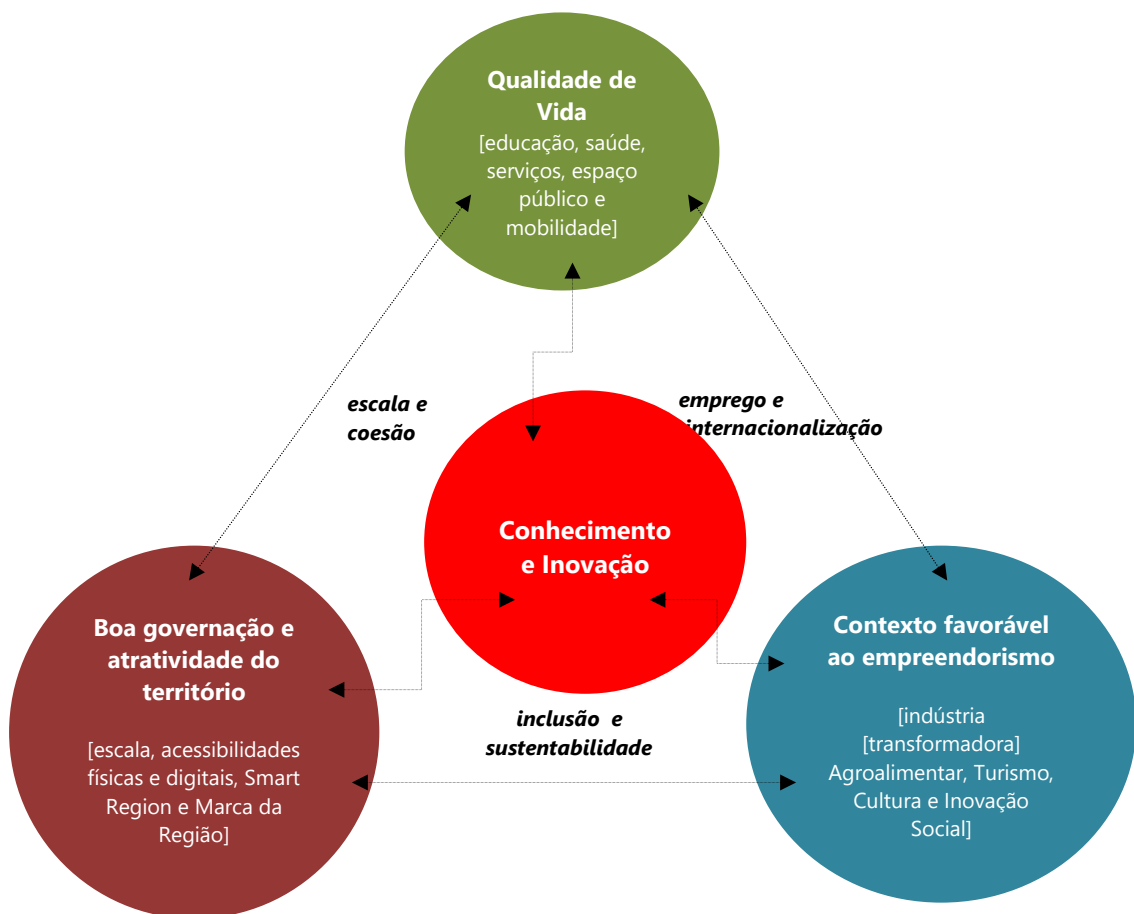 Qualidade de
Vida
[educação, saúde,
serviços, espaço
público e
mobilidade]
escala e
coesão
emprego e
internacionalização
Conhecimento
e Inovação
Boa governação e
atratividade do
território
[escala, acessibilidades
físicas e digitais, Smart
Region e Marca da
Região]
Contexto favorável
ao empreendorismo
[indústria
[transformadora]
Agroalimentar, Turismo,
Cultura e Inovação
Social]
inclusão e
sustentabilidade